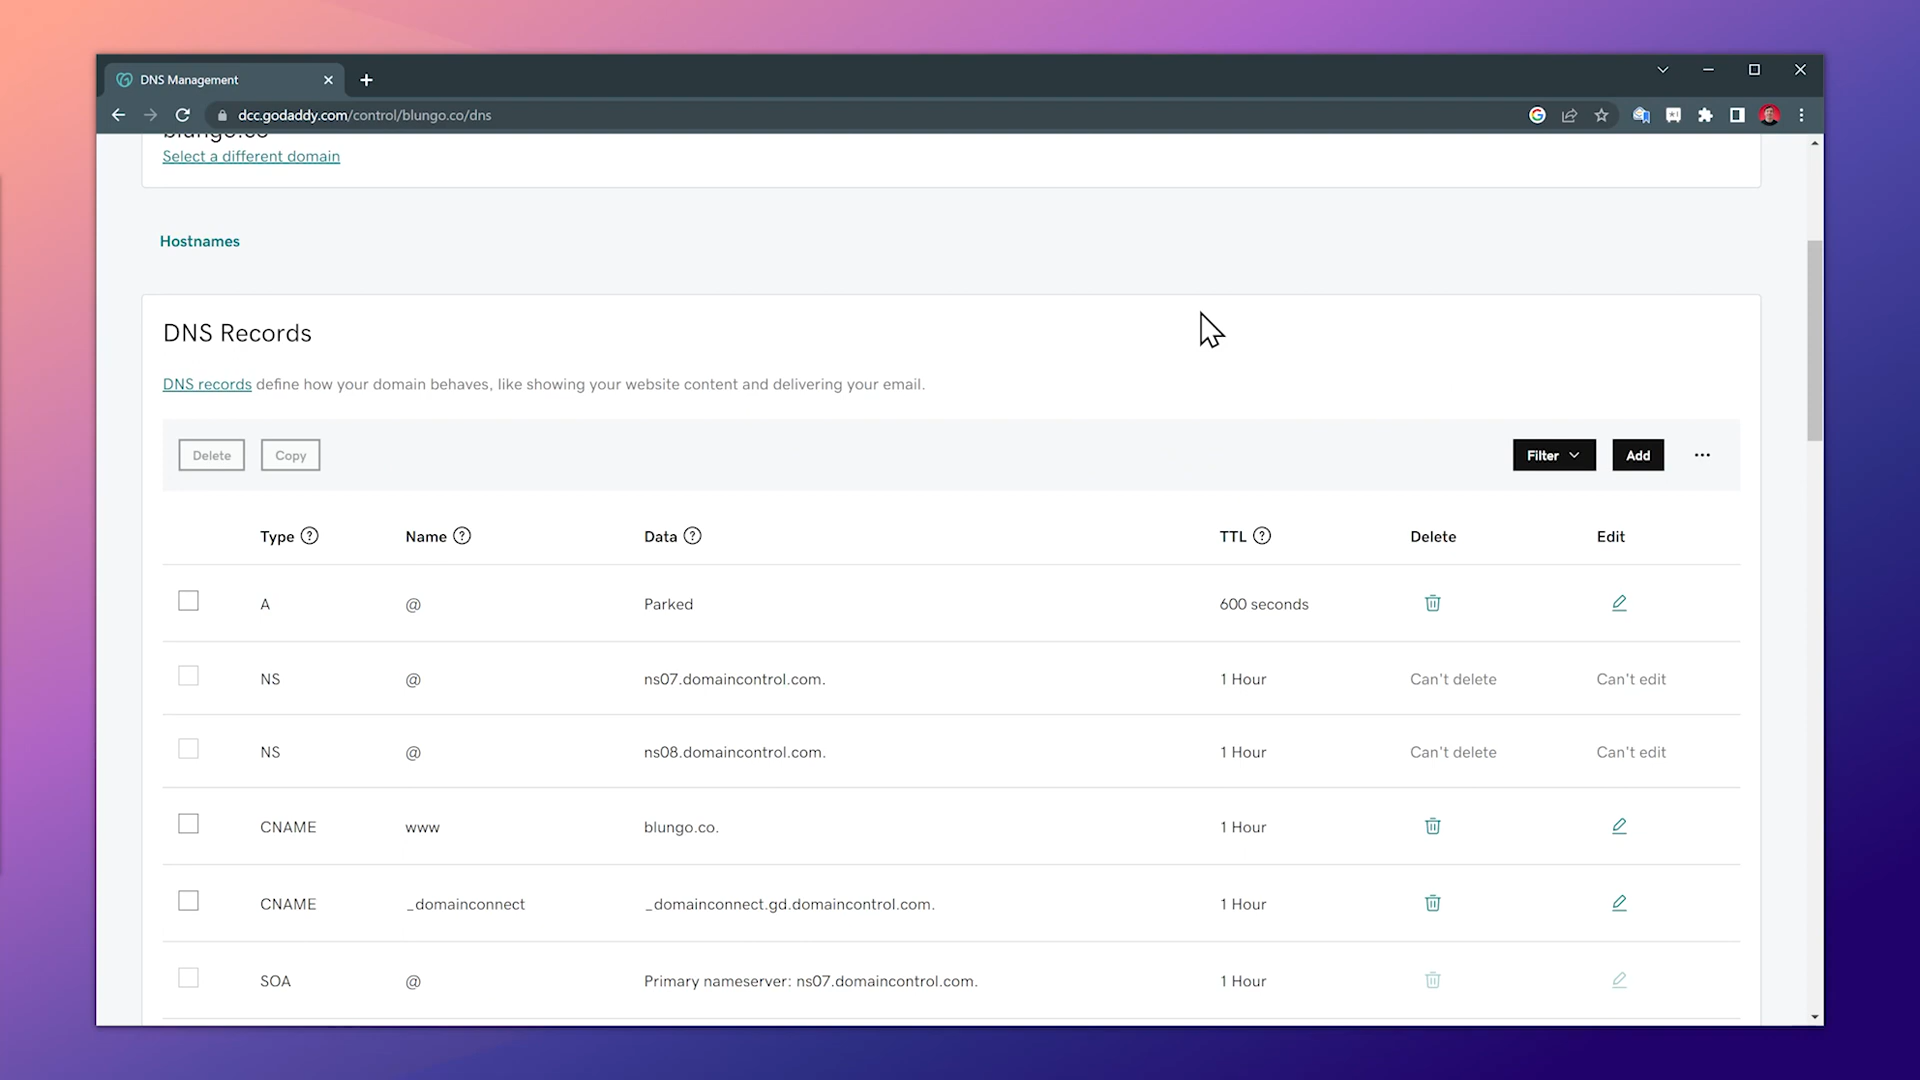 DNS Management
dcc.godaddy.com/control/blungo.co/dns
blungo.co
Select a different domain
Hostnames
DNS Records
DNS records define how your domain behaves, like showing your website content and delivering your email.
Delete Copy Filter Add
Type Name Data TTL Delete Edit
A @ Parked 600 seconds
NS @ ns07.domaincontrol.com. 1 Hour Can't delete Can't edit
NS @ ns08.domaincontrol.com. 1 Hour Can't delete Can't edit
CNAME www blungo.co. 1 Hour
CNAME _domainconnect _domainconnect.gd.domaincontrol.com. 1 Hour
SOA @ Primary nameserver: ns07.domaincontrol.com. 1 Hour